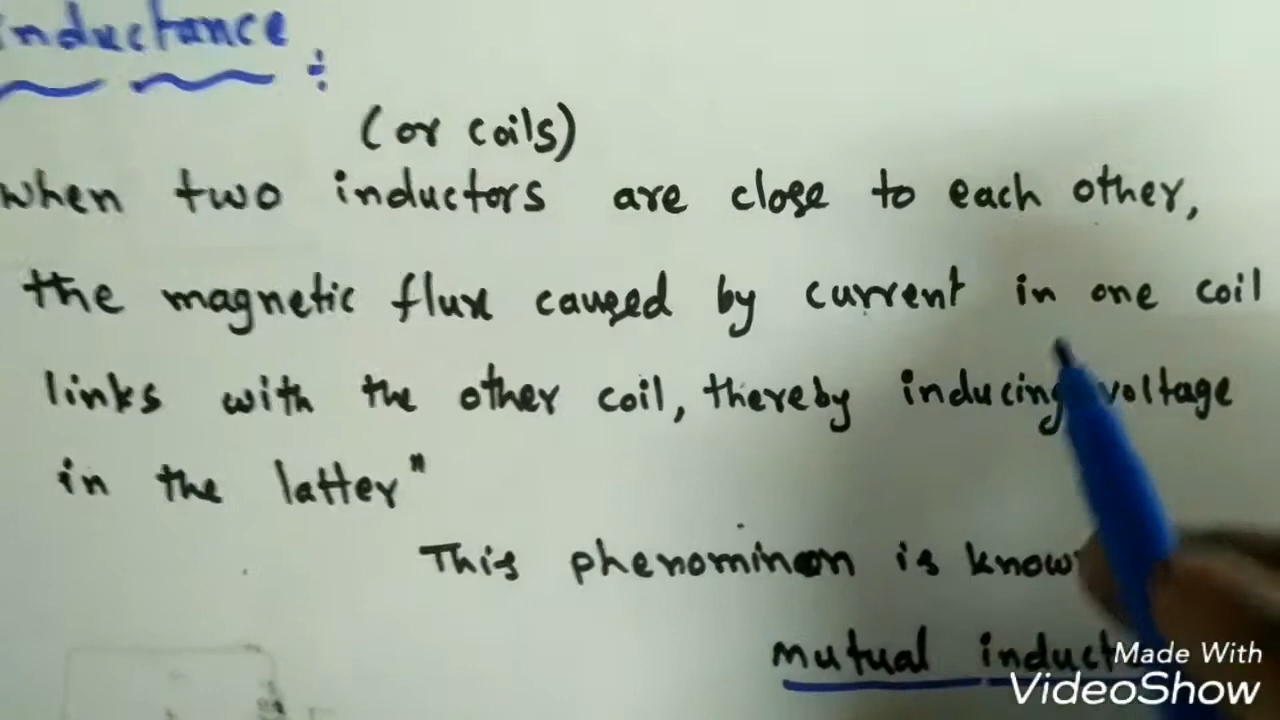 inductance :
(or coils)
when two inductors are close to each other,
the magnetic flux caused by current in one coil
links with the other coil, thereby inducing voltage
in the latter"
This phenominon is know
mutual induct
Made With
VideoShow